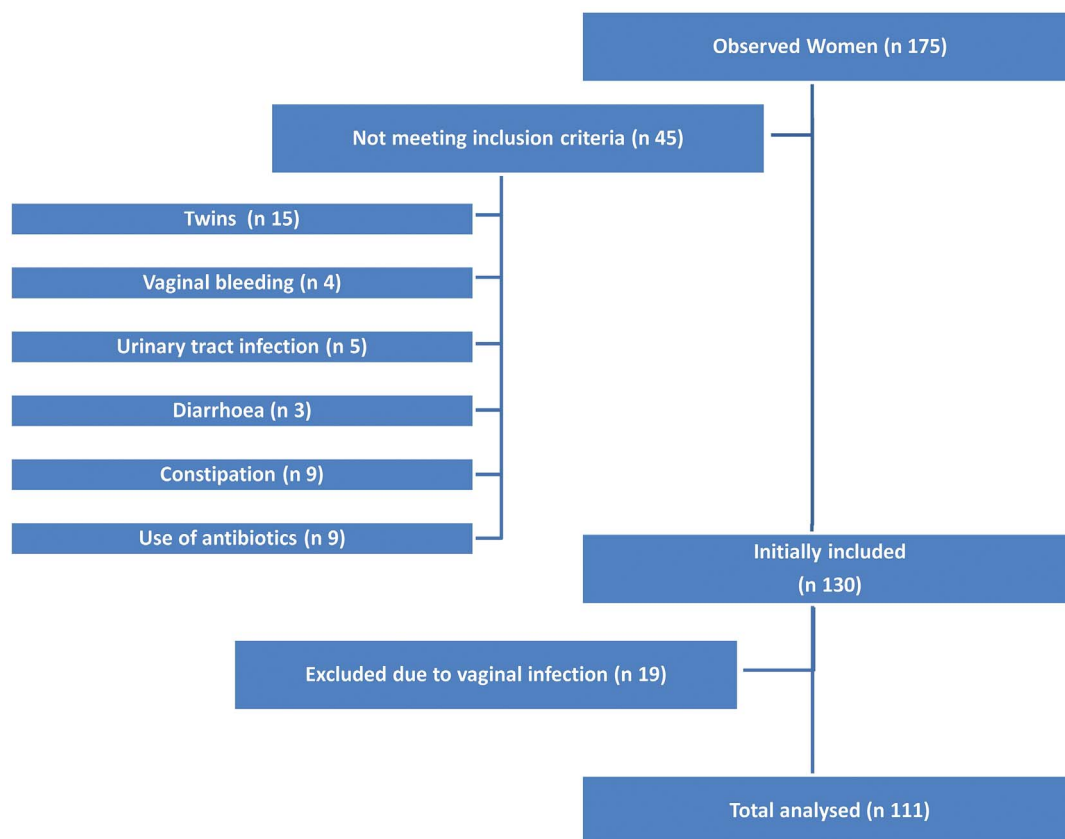 Observed Women (n 175)
Not meeting inclusion criteria (n 45)
Twins (n 15)
Vaginal bleeding (n 4)
Urinary tract infection (n 5)
Diarrhoea (n 3)
Constipation (n 9)
Use of antibiotics (n 9)
Initially included
(n 130)
Excluded due to vaginal infection (n 19)
Total analysed (n 111)